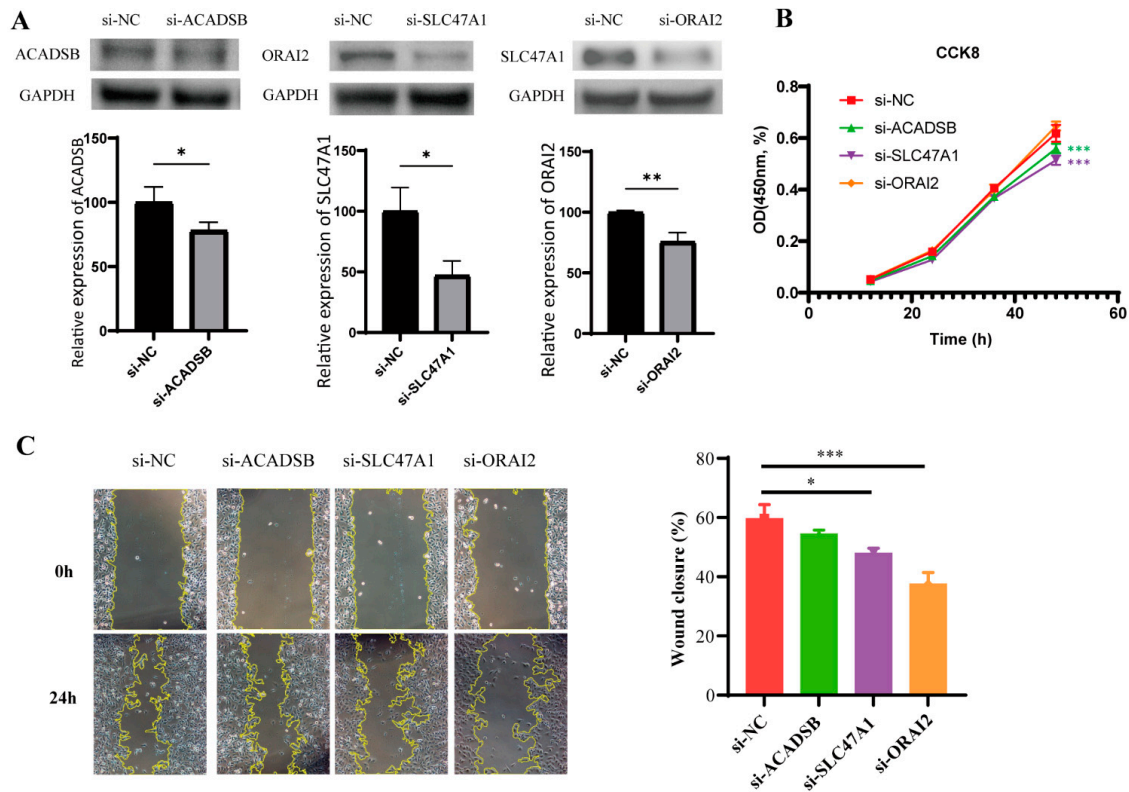 A
si-NC si-ACADSB
ACADSB
GAPDH
si-NC si-SLC47A1
ORAI2
GAPDH
si-NC si-ORAI2
SLC47A1
GAPDH
Relative expression of ACADSB
150
100
50
0
*
si-NC
si-ACADSB
Relative expression of SLC47A1
150
100
50
0
*
si-NC
si-SLC47A1
Relative expression of ORAI2
150
100
50
0
**
si-NC
si-ORAI2
B
CCK8
si-NC
si-ACADSB
si-SLC47A1
si-ORAI2
OD(450nm, %)
0.8
0.6
0.4
0.2
0.0
***
***
0 20 40 60
Time (h)
C
si-NC si-ACADSB si-SLC47A1 si-ORAI2
0h
24h
Wound closure (%)
80
60
40
20
0
***
*
si-NC
si-ACADSB
si-SLC47A1
si-ORAI2